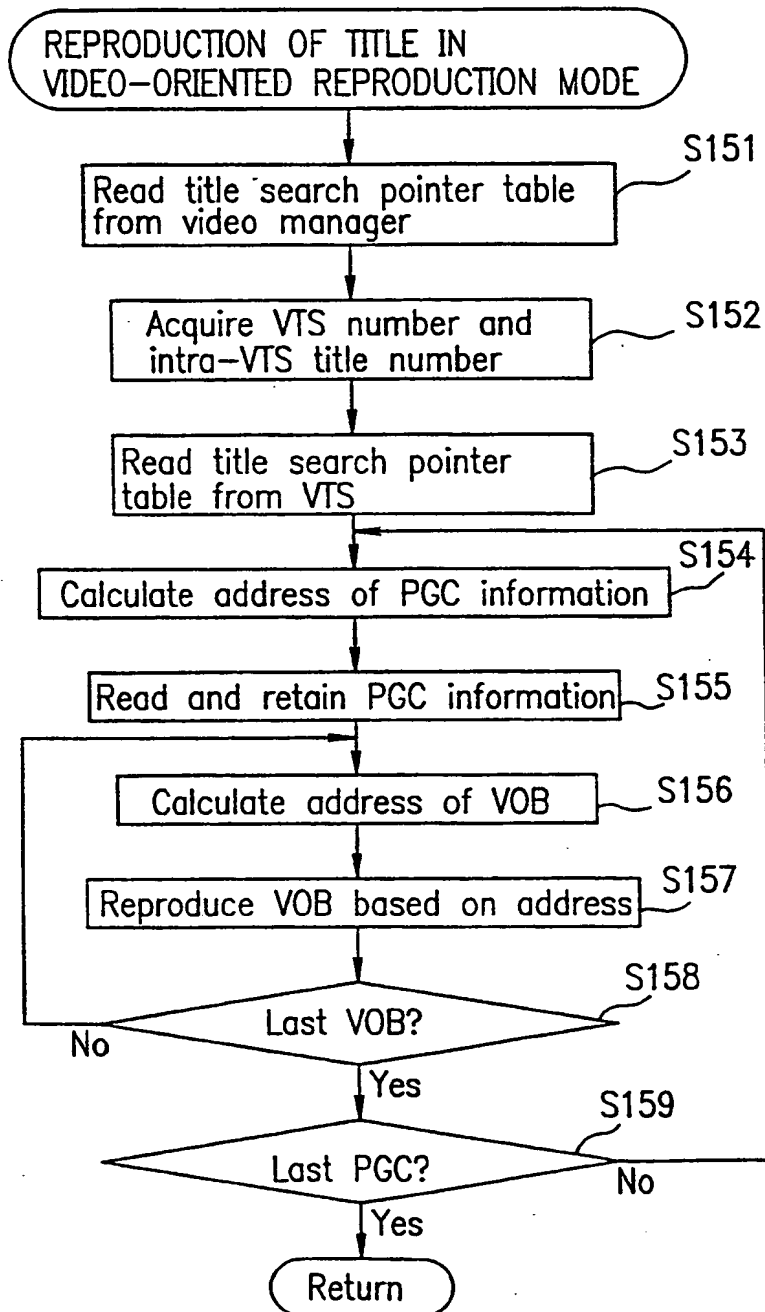 REPRODUCTION OF TITLE IN
VIDEO-ORIENTED REPRODUCTION MODE
S151
Read title search pointer table
from video manager
S152
Acquire VTS number and
intra-VTS title number
S153
Read title search pointer
table from VTS
S154
Calculate address of PGC information
Read and retain PGC information
S155
Calculate address of VOB
S156
S157
Reproduce VOB based on address
S158
Last VOB?
No
Yes
S159
Last PGC?
No
Yes
Return